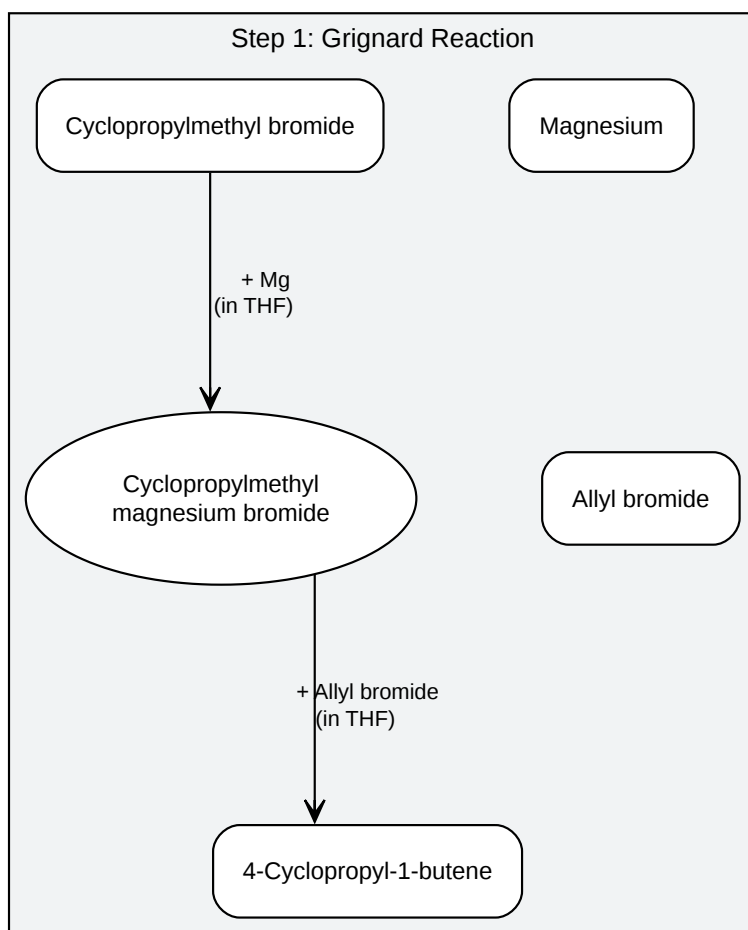 Step 1: Grignard Reaction
Cyclopropylmethyl bromide
Magnesium
+ Mg
(in THF)
Cyclopropylmethyl
magnesium bromide
Allyl bromide
+ Allyl bromide
(in THF)
4-Cyclopropyl-1-butene